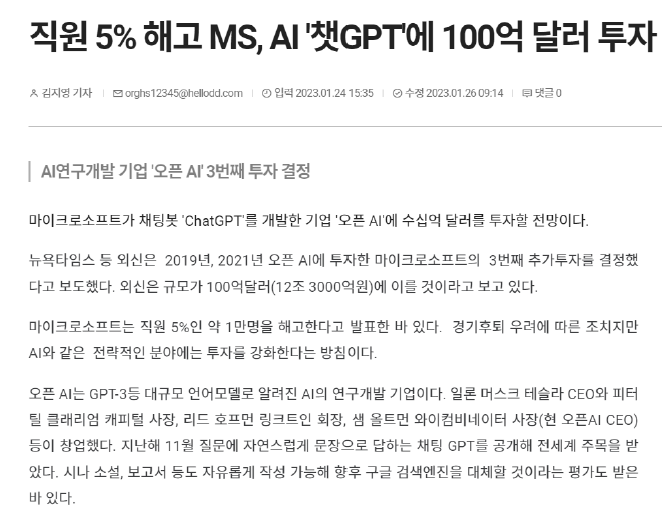 직원 5% 해고 MS, AI '챗GPT'에 100억 달러 투자
김지영 기자 orghs12345@hellodd.com 입력 2023.01.24 15:35 수정 2023.01.26 09:14 댓글 0
AI연구개발 기업 '오픈 AI' 3번째 투자 결정
마이크로소프트가 채팅봇 'ChatGPT'를 개발한 기업 '오픈 AI'에 수십억 달러를 투자할 전망이다.
뉴욕타임스 등 외신은 2019년, 2021년 오픈 AI에 투자한 마이크로소프트의 3번째 추가투자를 결정했
다고 보도했다. 외신은 규모가 100억달러(12조 3000억원)에 이를 것이라고 보고 있다.
마이크로소프트는 직원 5%인 약 1만명을 해고한다고 발표한 바 있다. 경기후퇴 우려에 따른 조치지만
AI와 같은 전략적인 분야에는 투자를 강화한다는 방침이다.
오픈 AI는 GPT-3등 대규모 언어모델로 알려진 AI의 연구개발 기업이다. 일론 머스크 테슬라 CEO와 피터
틸 클래리엄 캐피털 사장, 리드 호프먼 링크트인 회장, 샘 올트먼 와이컴비네이터 사장(현 오픈AI CEO)
등이 창업했다. 지난해 11월 질문에 자연스럽게 문장으로 답하는 채팅 GPT를 공개해 전세계 주목을 받
았다. 시나 소설, 보고서 등도 자유롭게 작성 가능해 향후 구글 검색엔진을 대체할 것이라는 평가도 받은
바 있다.